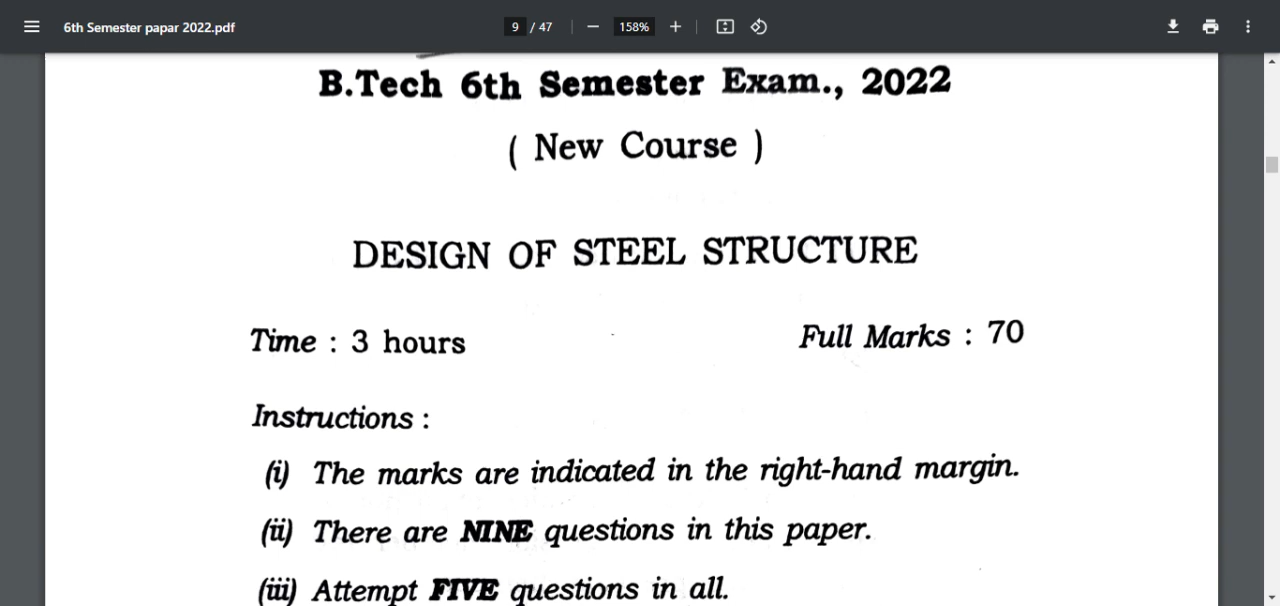 6th Semester papar 2022.pdf 9 / 47 158%
B.Tech 6th Semester Exam., 2022
( New Course )
DESIGN OF STEEL STRUCTURE
Time : 3 hours Full Marks : 70
Instructions :
(i) The marks are indicated in the right-hand margin.
(ii) There are NINE questions in this paper.
(iii) Attempt FIVE questions in all.